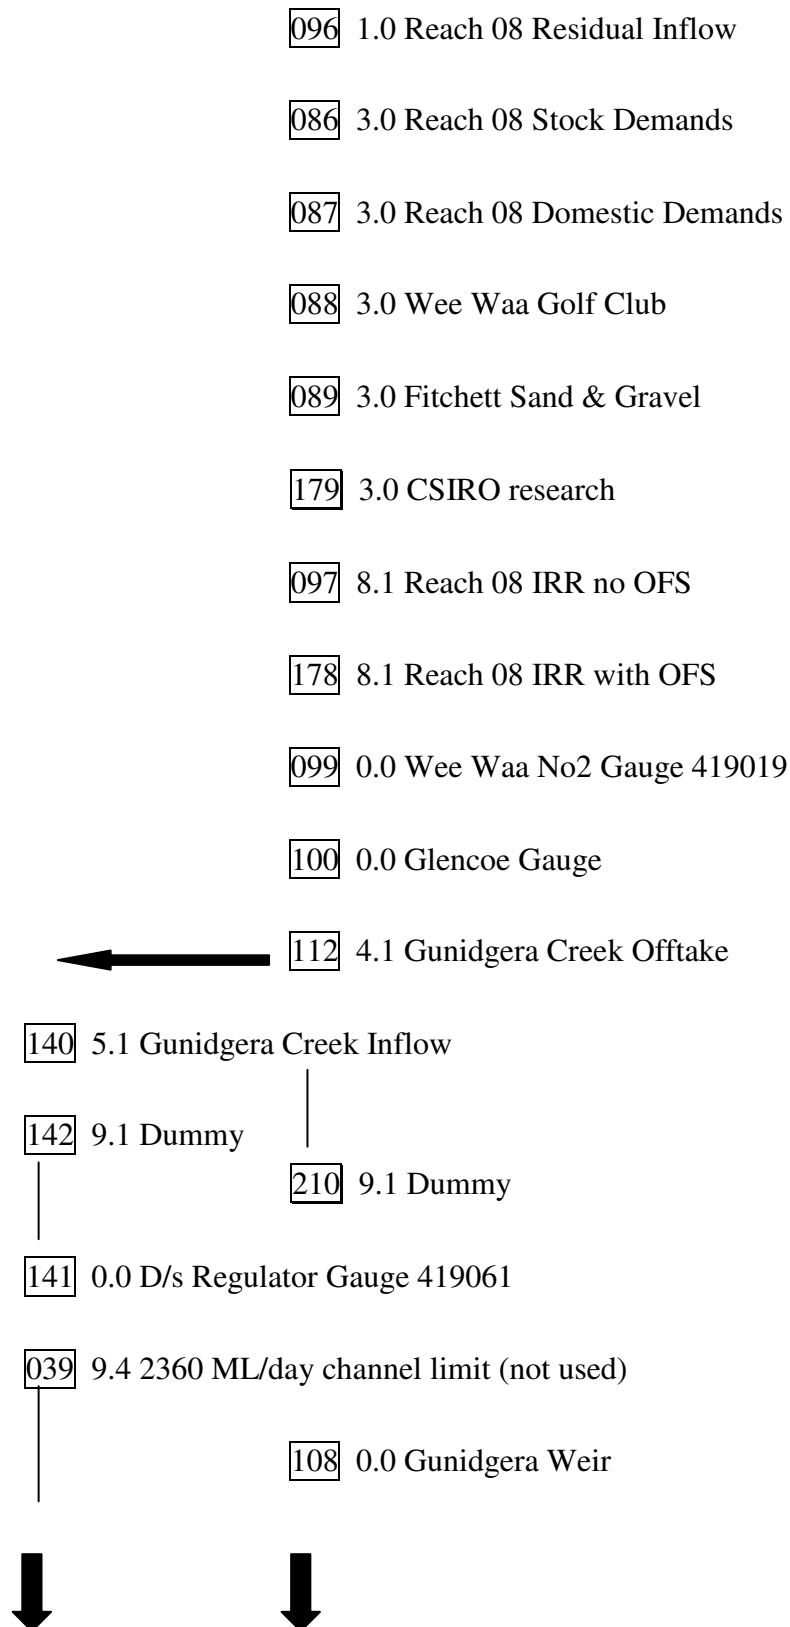 096 1.0 Reach 08 Residual Inflow
086 3.0 Reach 08 Stock Demands
087 3.0 Reach 08 Domestic Demands
088 3.0 Wee Waa Golf Club
089 3.0 Fitchett Sand & Gravel
179 3.0 CSIRO research
097 8.1 Reach 08 IRR no OFS
178 8.1 Reach 08 IRR with OFS
099 0.0 Wee Waa No2 Gauge 419019
100 0.0 Glencoe Gauge
112 4.1 Gunidgera Creek Offtake
140 5.1 Gunidgera Creek Inflow
142 9.1 Dummy
210 9.1 Dummy
141 0.0 D/s Regulator Gauge 419061
039 9.4 2360 ML/day channel limit (not used)
108 0.0 Gunidgera Weir